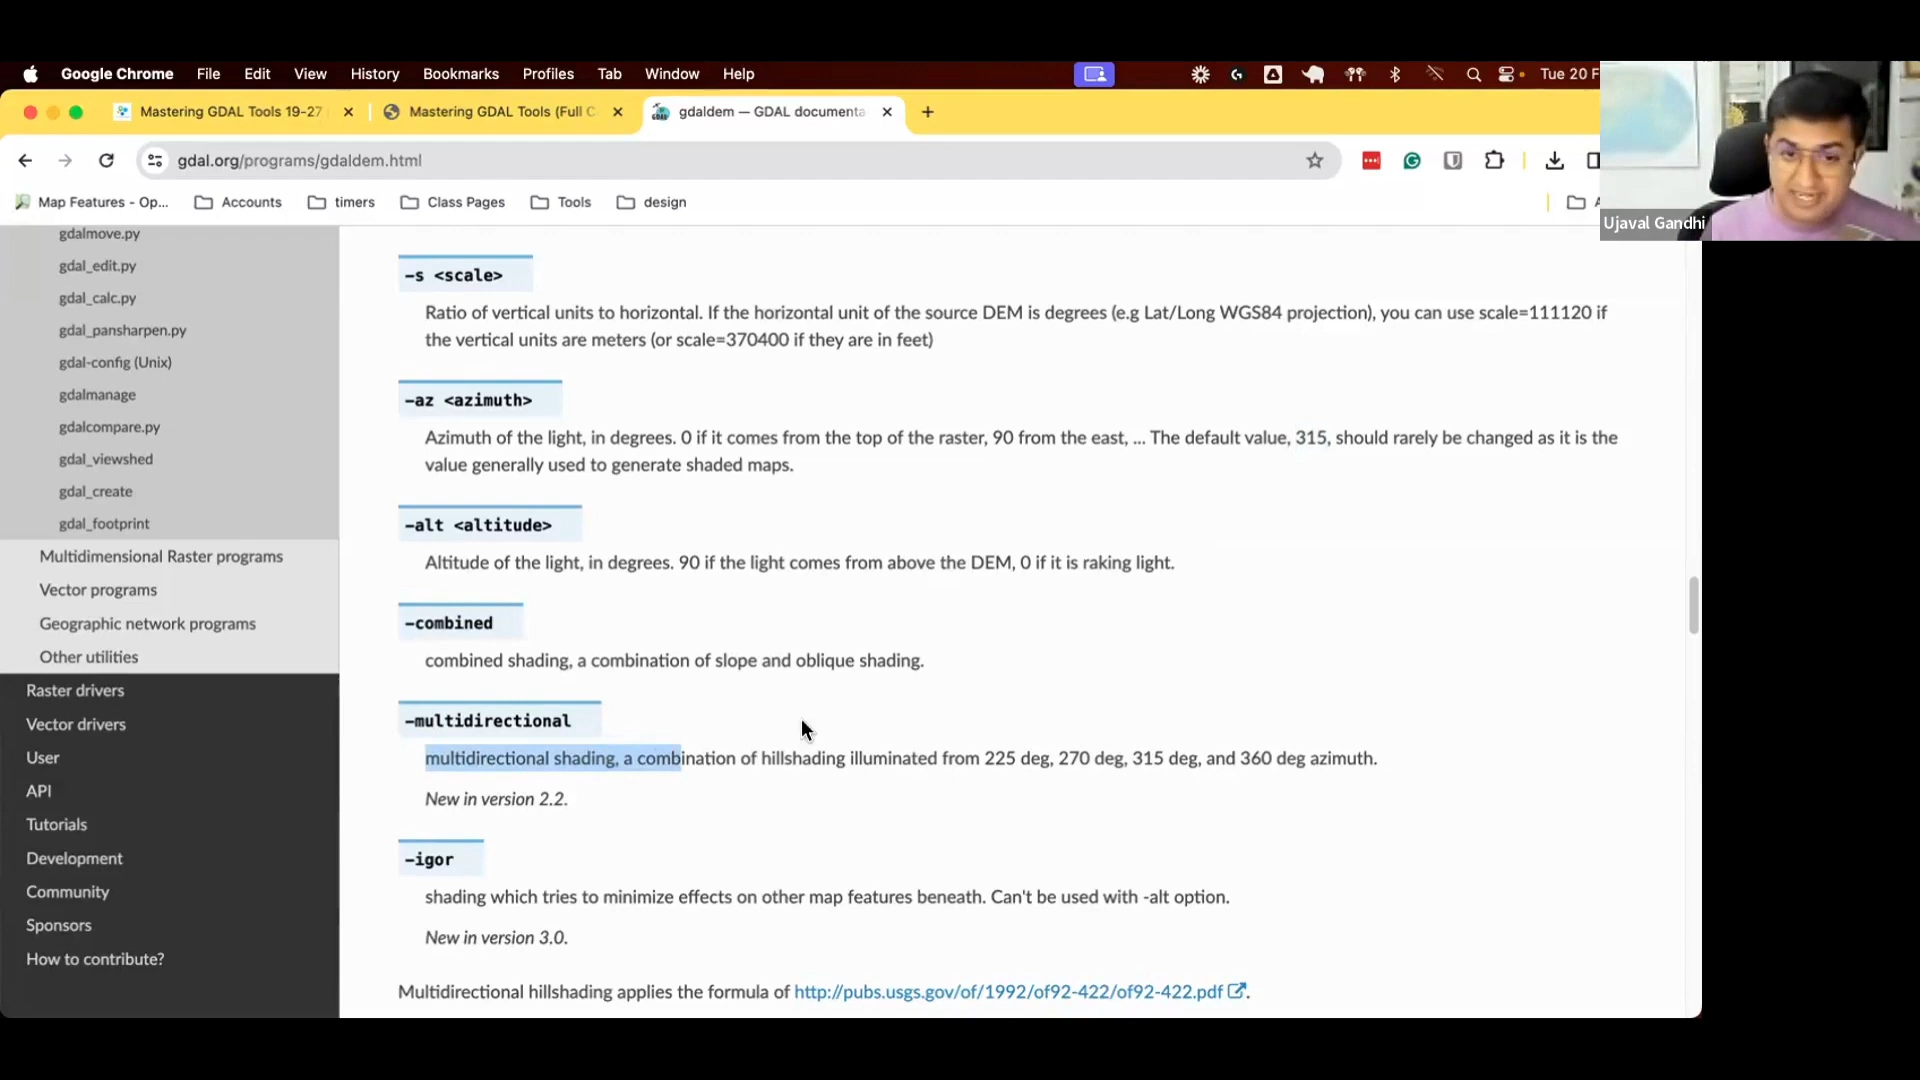 Google Chrome File Edit View History Bookmarks Profiles Tab Window Help Tue 20 F
Mastering GDAL Tools 19-27 Mastering GDAL Tools (Full C gdaldem — GDAL documenta
gdal.org/programs/gdaldem.html
Map Features - Op... Accounts timers Class Pages Tools design
Ujaval Gandhi
gdalmove.py
gdal_edit.py
gdal_calc.py
gdal_pansharpen.py
gdal-config (Unix)
gdalmanage
gdalcompare.py
gdal_viewshed
gdal_create
gdal_footprint
Multidimensional Raster programs
Vector programs
Geographic network programs
Other utilities
Raster drivers
Vector drivers
User
API
Tutorials
Development
Community
Sponsors
How to contribute?
-s <scale>
Ratio of vertical units to horizontal. If the horizontal unit of the source DEM is degrees (e.g Lat/Long WGS84 projection), you can use scale=111120 if
the vertical units are meters (or scale=370400 if they are in feet)
-az <azimuth>
Azimuth of the light, in degrees. 0 if it comes from the top of the raster, 90 from the east, ... The default value, 315, should rarely be changed as it is the
value generally used to generate shaded maps.
-alt <altitude>
Altitude of the light, in degrees. 90 if the light comes from above the DEM, 0 if it is raking light.
-combined
combined shading, a combination of slope and oblique shading.
-multidirectional
multidirectional shading, a combination of hillshading illuminated from 225 deg, 270 deg, 315 deg, and 360 deg azimuth.
New in version 2.2.
-igor
shading which tries to minimize effects on other map features beneath. Can't be used with -alt option.
New in version 3.0.
Multidirectional hillshading applies the formula of http://pubs.usgs.gov/of/1992/of92-422/of92-422.pdf.